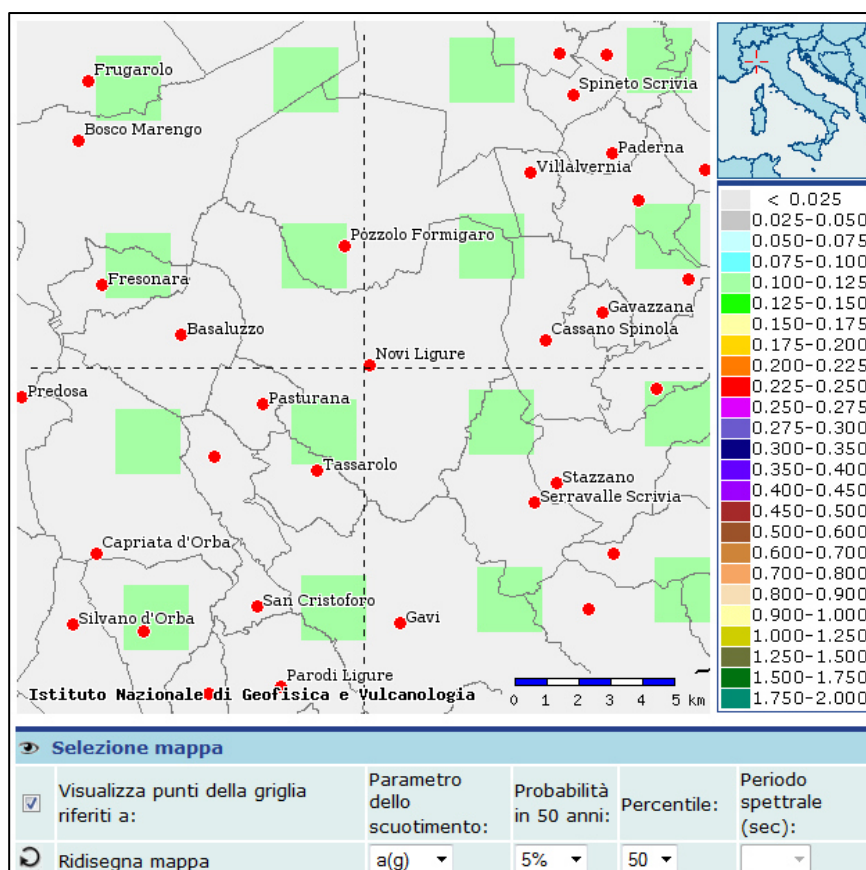 Frugarolo
Spineto Scrivia
Bosco Marengo
Paderna
Villalvernia
Pozzolo Formigaro
Fresonara
Gavazzana
Basaluzzo
Cassano Spinola
Novi Ligure
Predosa
Pasturana
Tassarolo
Stazzano
Serravalle Scrivia
Capriata d'Orba
San Cristoforo
Silvano d'Orba
Gavi
Parodi Ligure
Istituto Nazionale di Geofisica e Vulcanologia
0 1 2 3 4 5 km
< 0.025
0.025-0.050
0.050-0.075
0.075-0.100
0.100-0.125
0.125-0.150
0.150-0.175
0.175-0.200
0.200-0.225
0.225-0.250
0.250-0.275
0.275-0.300
0.300-0.350
0.350-0.400
0.400-0.450
0.450-0.500
0.500-0.600
0.600-0.700
0.700-0.800
0.800-0.900
0.900-1.000
1.000-1.250
1.250-1.500
1.500-1.750
1.750-2.000
Selezione mappa
Visualizza punti della griglia
riferiti a:
Parametro
dello
scuotimento:
Probabilità
in 50 anni:
Percentile:
Periodo
spettrale
(sec):
Ridisegna mappa
a(g)
5%
50